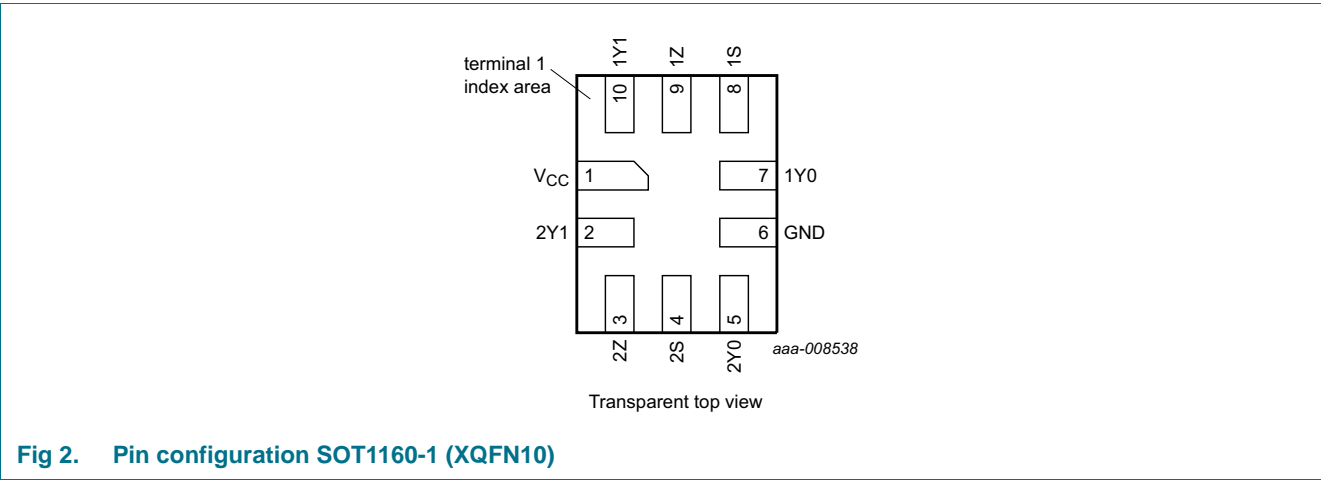 terminal 1
index area
1Y1
1Z
1S
10
9
8
VCC
1
7
1Y0
2Y1
2
6
GND
3
4
5
2Z
2S
2Y0
aaa-008538
Transparent top view
Fig 2. Pin configuration SOT1160-1 (XQFN10)